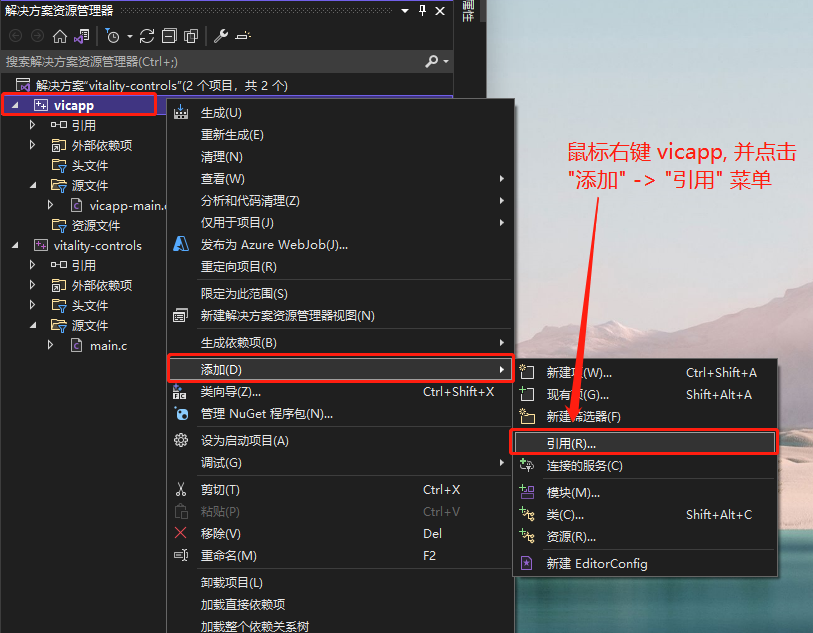 解决方案资源管理器
属性
搜索解决方案资源管理器(Ctrl+;)
解决方案"vitality-controls"(2 个项目，共 2 个)
vicapp
引用
外部依赖项
头文件
源文件
vicapp-main.c
资源文件
vitality-controls
引用
外部依赖项
头文件
源文件
main.c
生成(U)
重新生成(E)
清理(N)
查看(W)
分析和代码清理(Z)
仅用于项目(J)
发布为 Azure WebJob(J)...
重定向项目(R)
限定为此范围(S)
新建解决方案资源管理器视图(N)
生成依赖项(B)
添加(D)
类向导(Z)... Ctrl+Shift+X
管理 NuGet 程序包(N)...
设为启动项目(A)
调试(G)
剪切(T) Ctrl+X
粘贴(P) Ctrl+V
移除(V) Del
重命名(M) F2
卸载项目(L)
加载直接依赖项
加载整个依赖关系树
鼠标右键 vicapp, 并点击
"添加" -> "引用" 菜单
新建项(W)... Ctrl+Shift+A
现有项(G)... Shift+Alt+A
新建筛选器(F)
引用(R)...
连接的服务(C)
模块(M)...
类(C)... Shift+Alt+C
资源(R)...
新建 EditorConfig